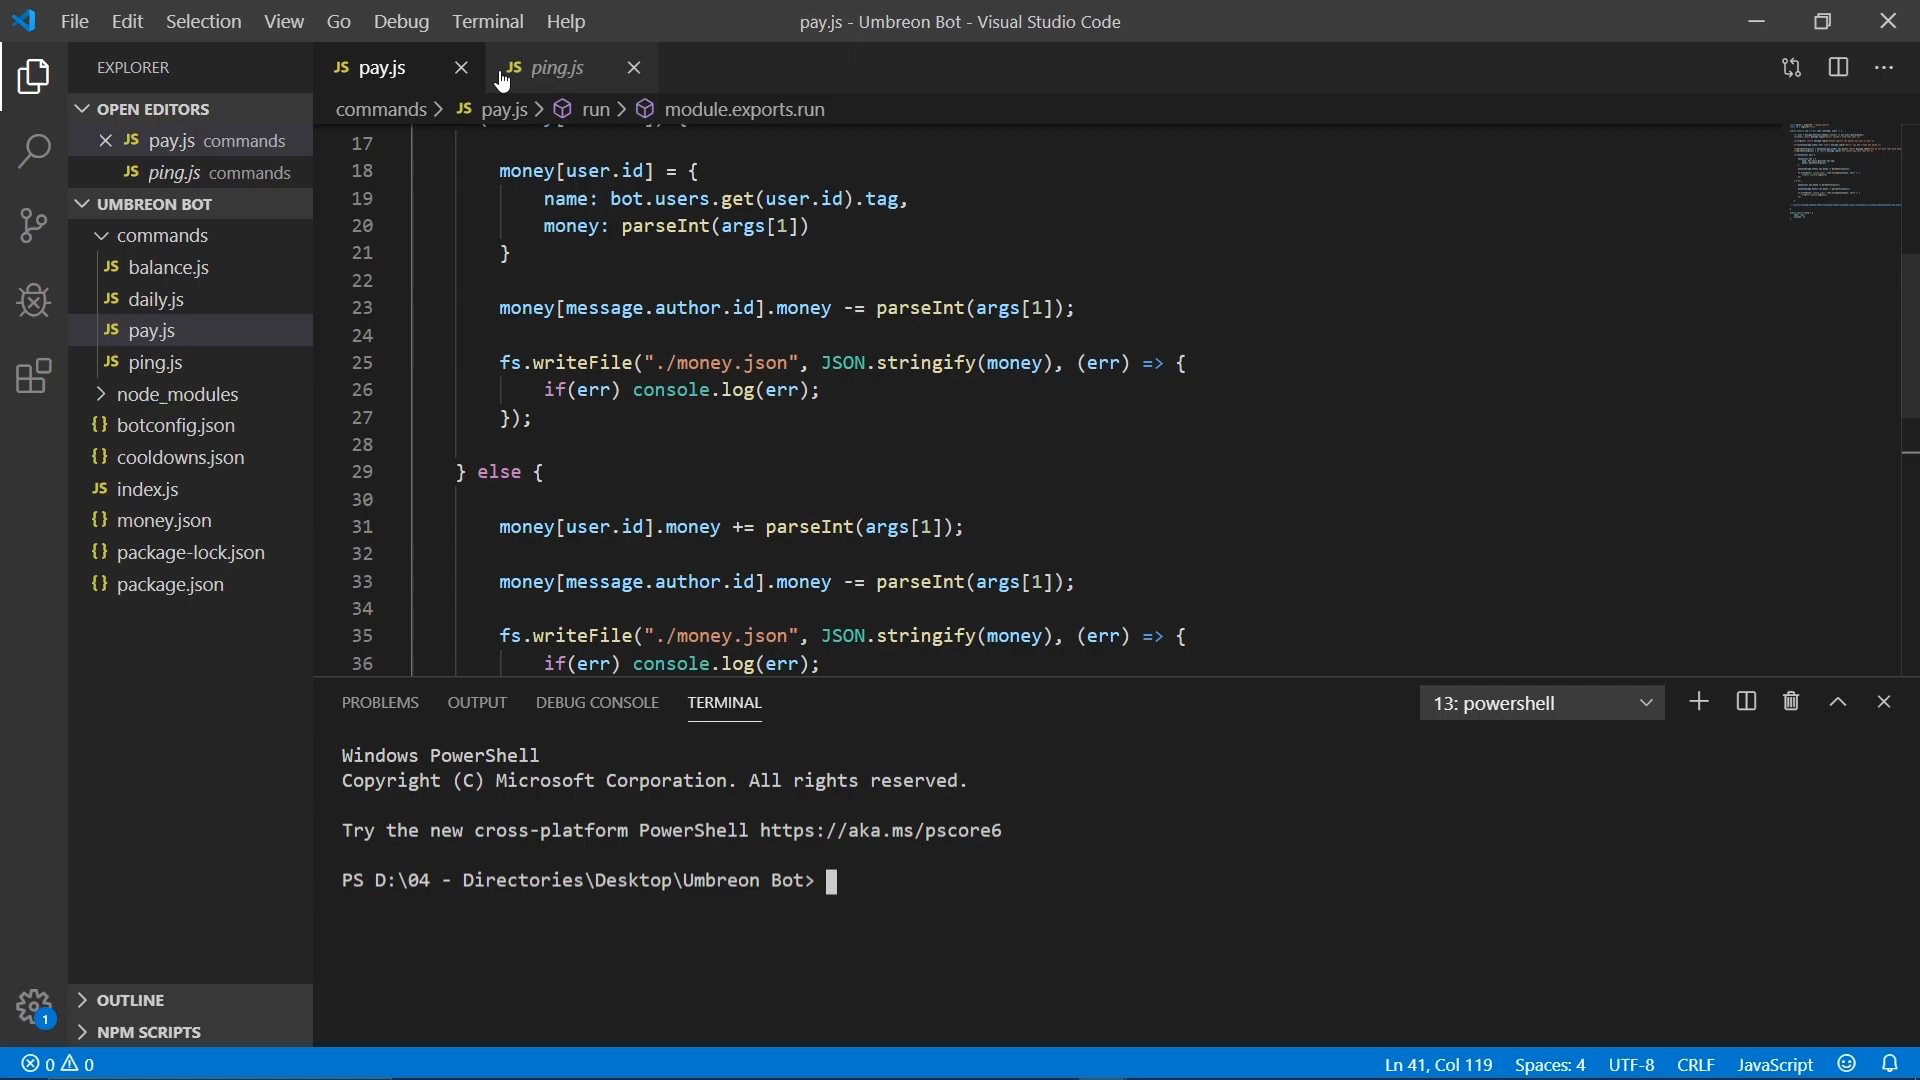 File Edit Selection View Go Debug Terminal Help
pay.js - Umbreon Bot - Visual Studio Code
EXPLORER
OPEN EDITORS
JS pay.js commands
JS ping.js commands
UMBREON BOT
commands
JS balance.js
JS daily.js
JS pay.js
JS ping.js
node_modules
{} botconfig.json
{} cooldowns.json
JS index.js
{} money.json
{} package-lock.json
{} package.json
OUTLINE
NPM SCRIPTS
JS pay.js
JS ping.js
commands > JS pay.js > run > module.exports.run
17
18 money[user.id] = {
19 name: bot.users.get(user.id).tag,
20 money: parseInt(args[1])
21 }
22
23 money[message.author.id].money -= parseInt(args[1]);
24
25 fs.writeFile("./money.json", JSON.stringify(money), (err) => {
26 if(err) console.log(err);
27 });
28
29 } else {
30
31 money[user.id].money += parseInt(args[1]);
32
33 money[message.author.id].money -= parseInt(args[1]);
34
35 fs.writeFile("./money.json", JSON.stringify(money), (err) => {
36 if(err) console.log(err);
PROBLEMS OUTPUT DEBUG CONSOLE TERMINAL
13: powershell
Windows PowerShell
Copyright (C) Microsoft Corporation. All rights reserved.
Try the new cross-platform PowerShell https://aka.ms/pscore6
PS D:\04 - Directories\Desktop\Umbreon Bot>
1
0 0
Ln 41, Col 119 Spaces: 4 UTF-8 CRLF JavaScript